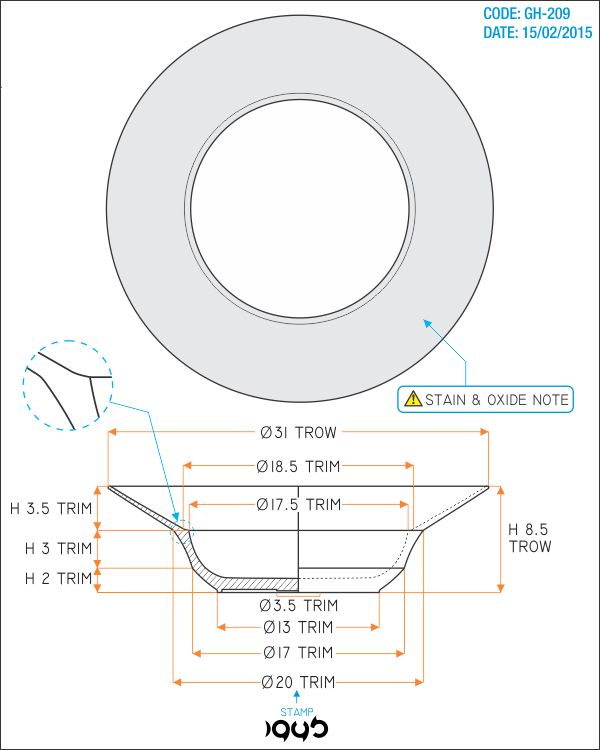 CODE: GH-209
DATE: 15/02/2015
STAIN & OXIDE NOTE
Ø31 TROW
Ø18.5 TRIM
Ø17.5 TRIM
H 3.5 TRIM
H 3 TRIM
H 2 TRIM
H 8.5
TROW
Ø3.5 TRIM
Ø13 TRIM
Ø17 TRIM
Ø20 TRIM
STAMP